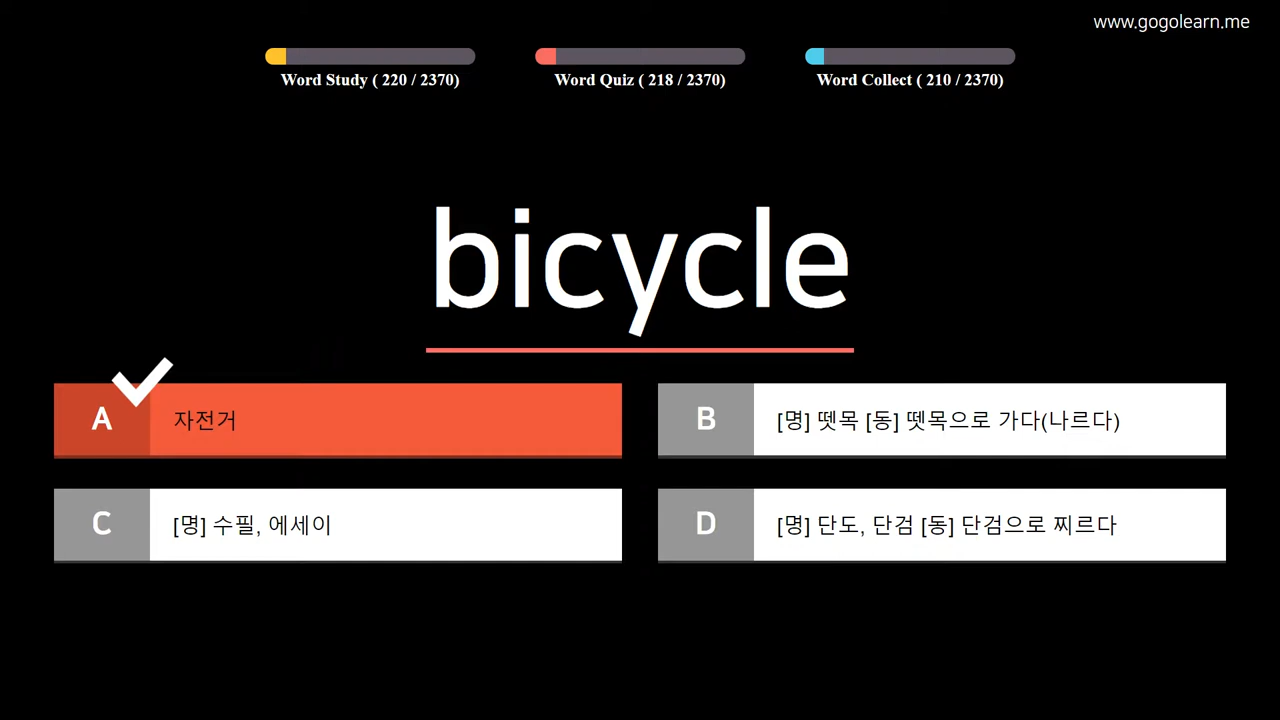 www.gogolearn.me
Word Study ( 220 / 2370)
Word Quiz ( 218 / 2370)
Word Collect ( 210 / 2370)
bicycle
A 자전거
B [명] 뗏목 [동] 뗏목으로 가다(나르다)
C [명] 수필, 에세이
D [명] 단도, 단검 [동] 단검으로 찌르다